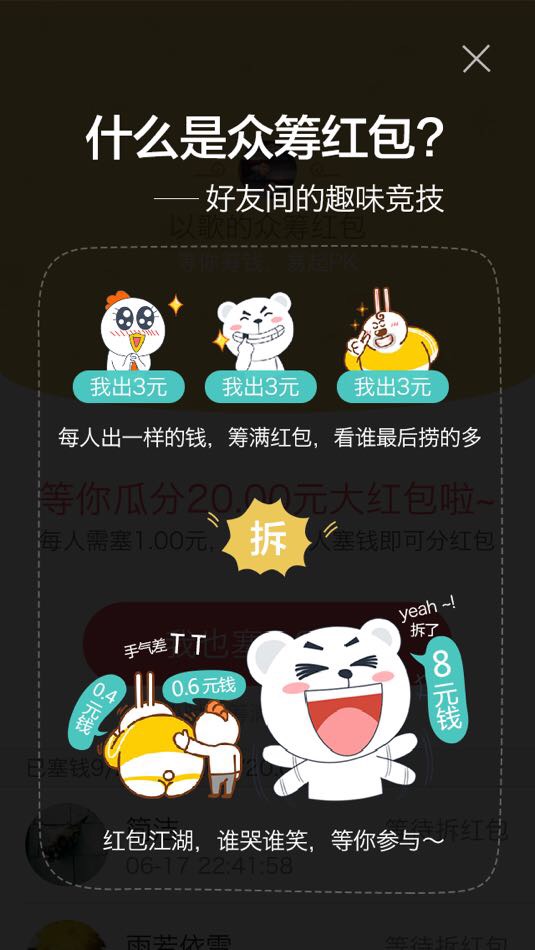 什么是众筹红包?
——好友间的趣味竞技
以歌的众筹红包
等你筹钱，易起PK
我出3元 我出3元 我出3元
每人出一样的钱，筹满红包，看谁最后捞的多
等你瓜分20.00元大红包啦~
每人需塞1.00元，
人塞钱即可分红包
拆
yeah ~!
拆了
8元钱
手气差 T T
我也塞
0.4元钱
0.6元钱
已塞钱9/
红包江湖，谁哭谁笑，等你参与～
简洁
等待拆红包
06-17 22:41:58
雨若依雪
等待拆红包